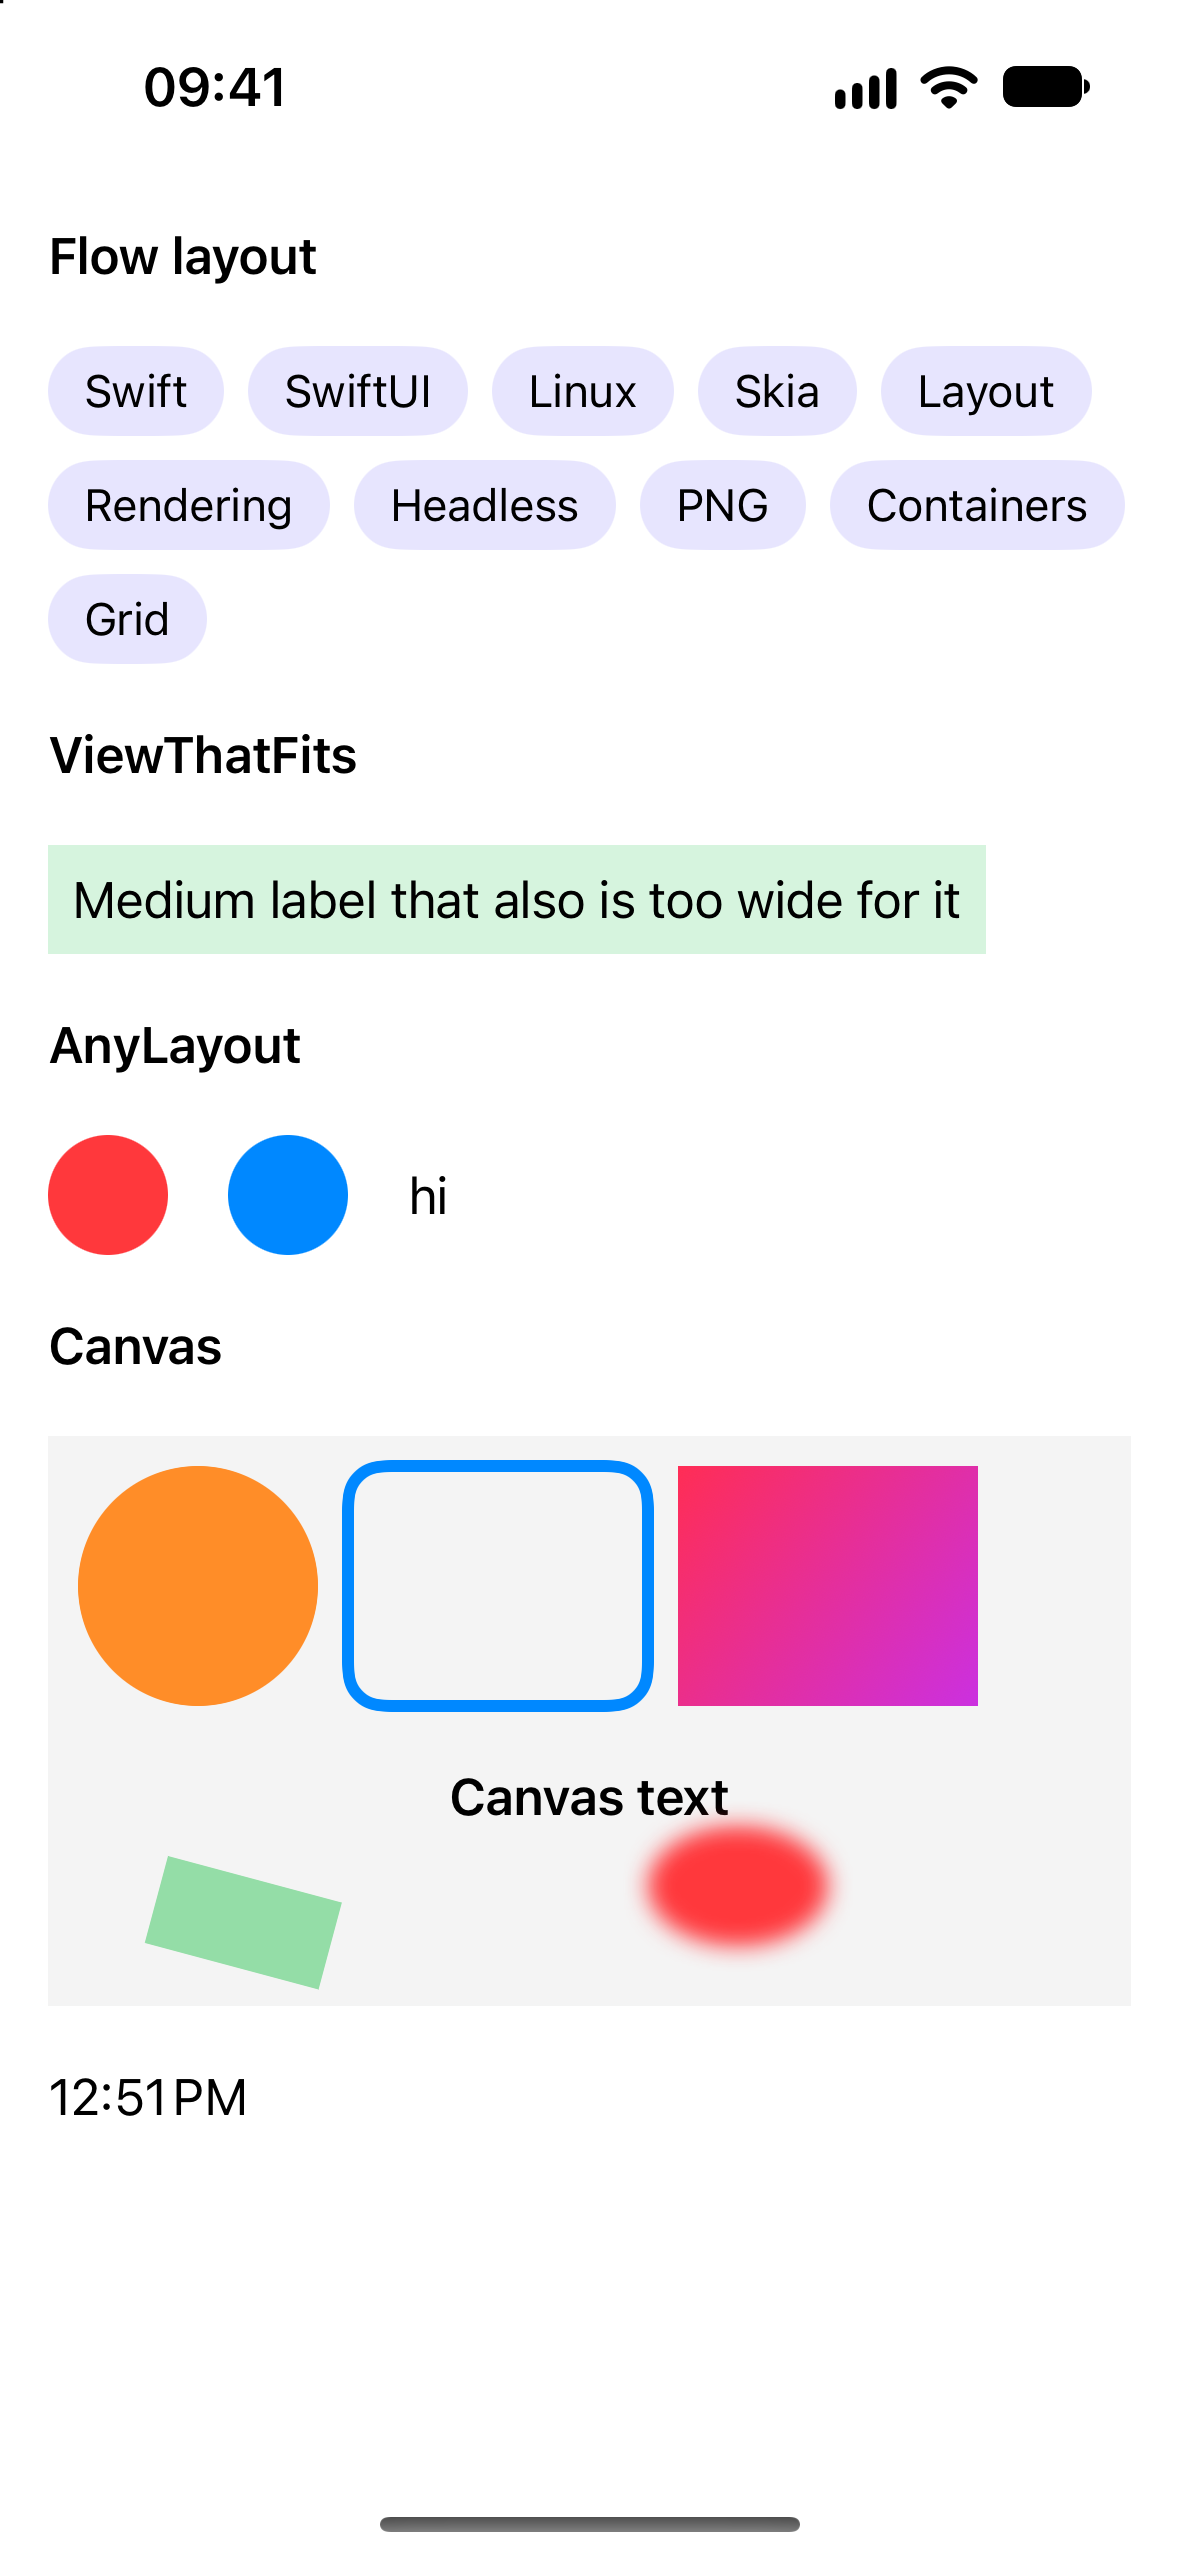 09:41
Flow layout
Swift SwiftUI Linux Skia Layout
Rendering Headless PNG Containers
Grid
ViewThatFits
Medium label that also is too wide for it
AnyLayout
hi
Canvas
Canvas text
12:51 PM